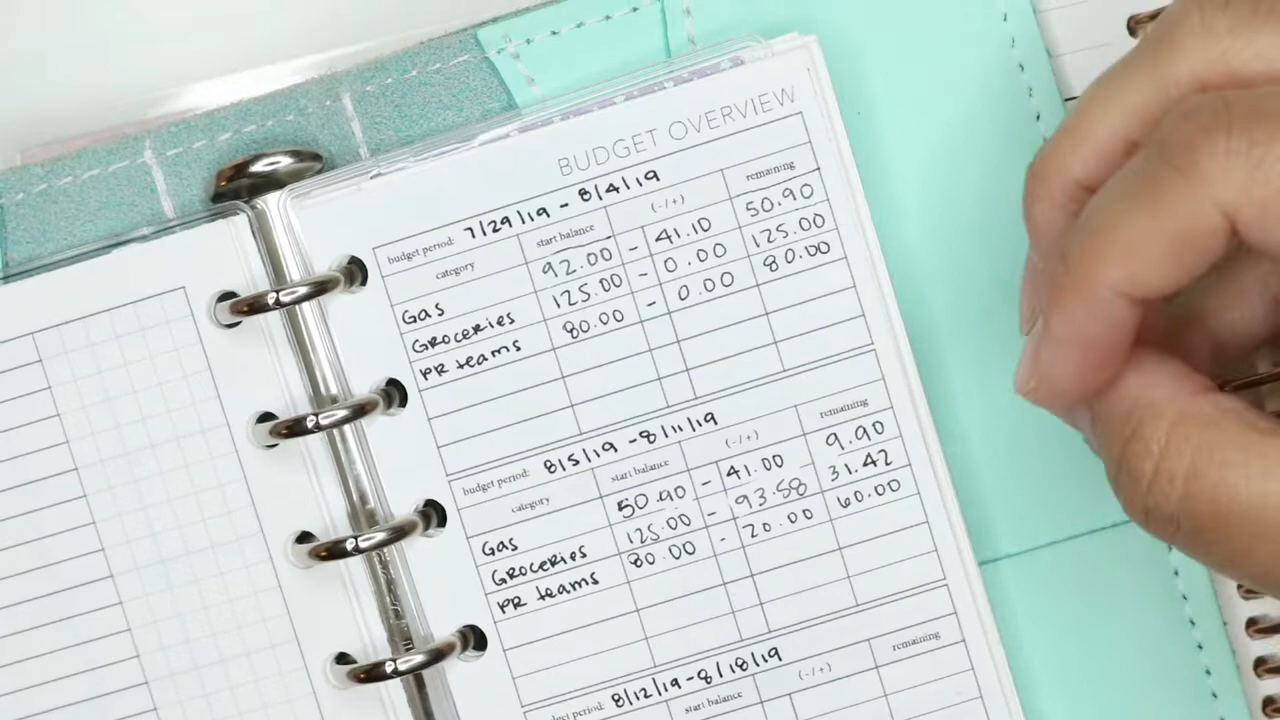 BUDGET OVERVIEW
budget period: 7/29/19 - 8/4/19
category start balance (-/+) remaining
Gas 92.00 - 41.10 50.90
Groceries 125.00 - 0.00 125.00
PR teams 80.00 - 0.00 80.00
budget period: 8/5/19 - 8/11/19
category start balance (-/+) remaining
Gas 50.90 - 41.00 9.90
Groceries 125.00 - 93.58 31.42
PR teams 80.00 - 20.00 60.00
budget period: 8/12/19 - 8/18/19
start balance (-/+) remaining